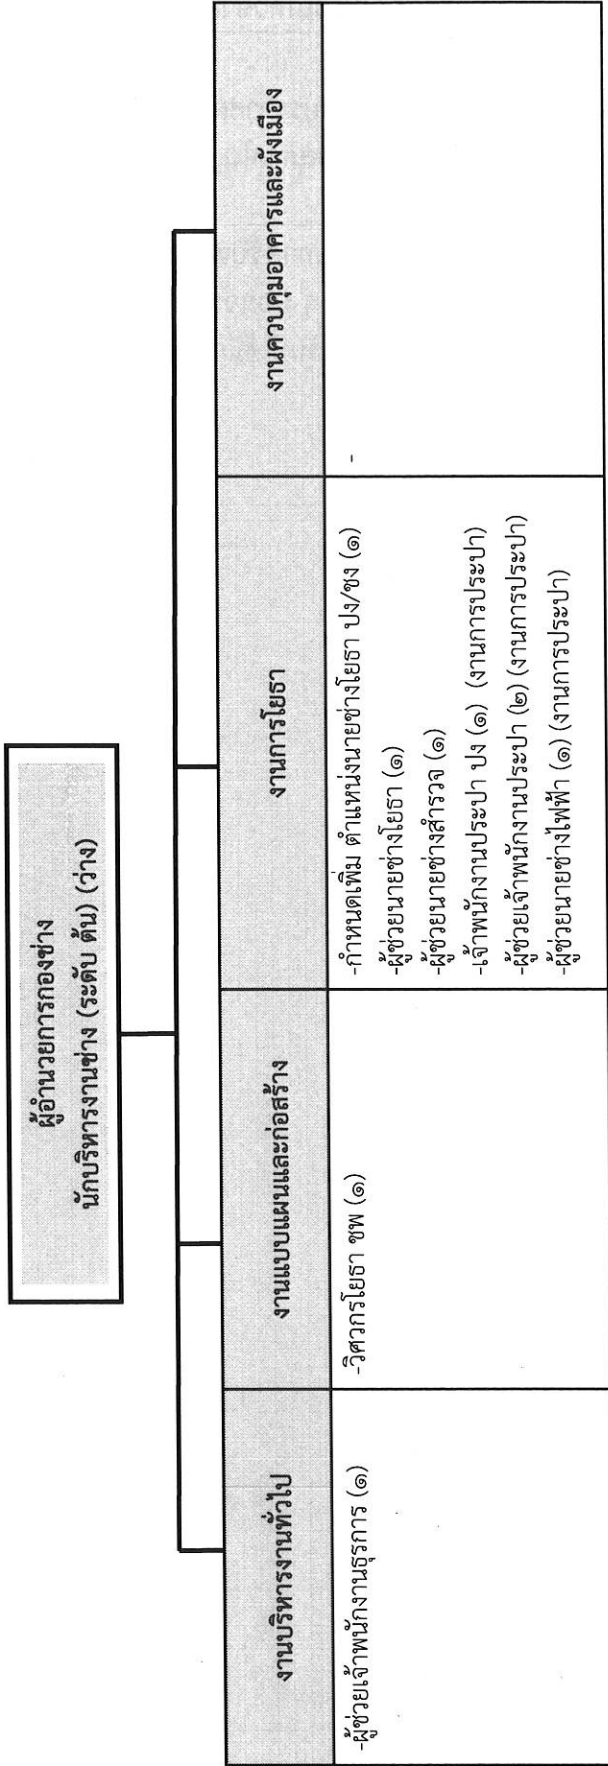 ผู้อำนวยการกองช่าง
นักบริหารงานช่าง (ระดับ ต้น) (ว่าง)
งานบริหารงานทั่วไป
-ผู้ช่วยเจ้าพนักงานธุรการ (๑)
งานแบบแผนและก่อสร้าง
-วิศวกรโยธา ชพ (๑)
งานการโยธา
-กำหนดเพิ่ม ตำแหน่งนายช่างโยธา ปง/ชง (๑)
-ผู้ช่วยนายช่างโยธา (๑)
-ผู้ช่วยนายช่างสำรวจ (๑)
-เจ้าพนักงานประปา ปง (๑) (งานการประปา)
-ผู้ช่วยเจ้าพนักงานประปา (๒) (งานการประปา)
-ผู้ช่วยนายช่างไฟฟ้า (๑) (งานการประปา)
งานควบคุมอาคารและผังเมือง
-